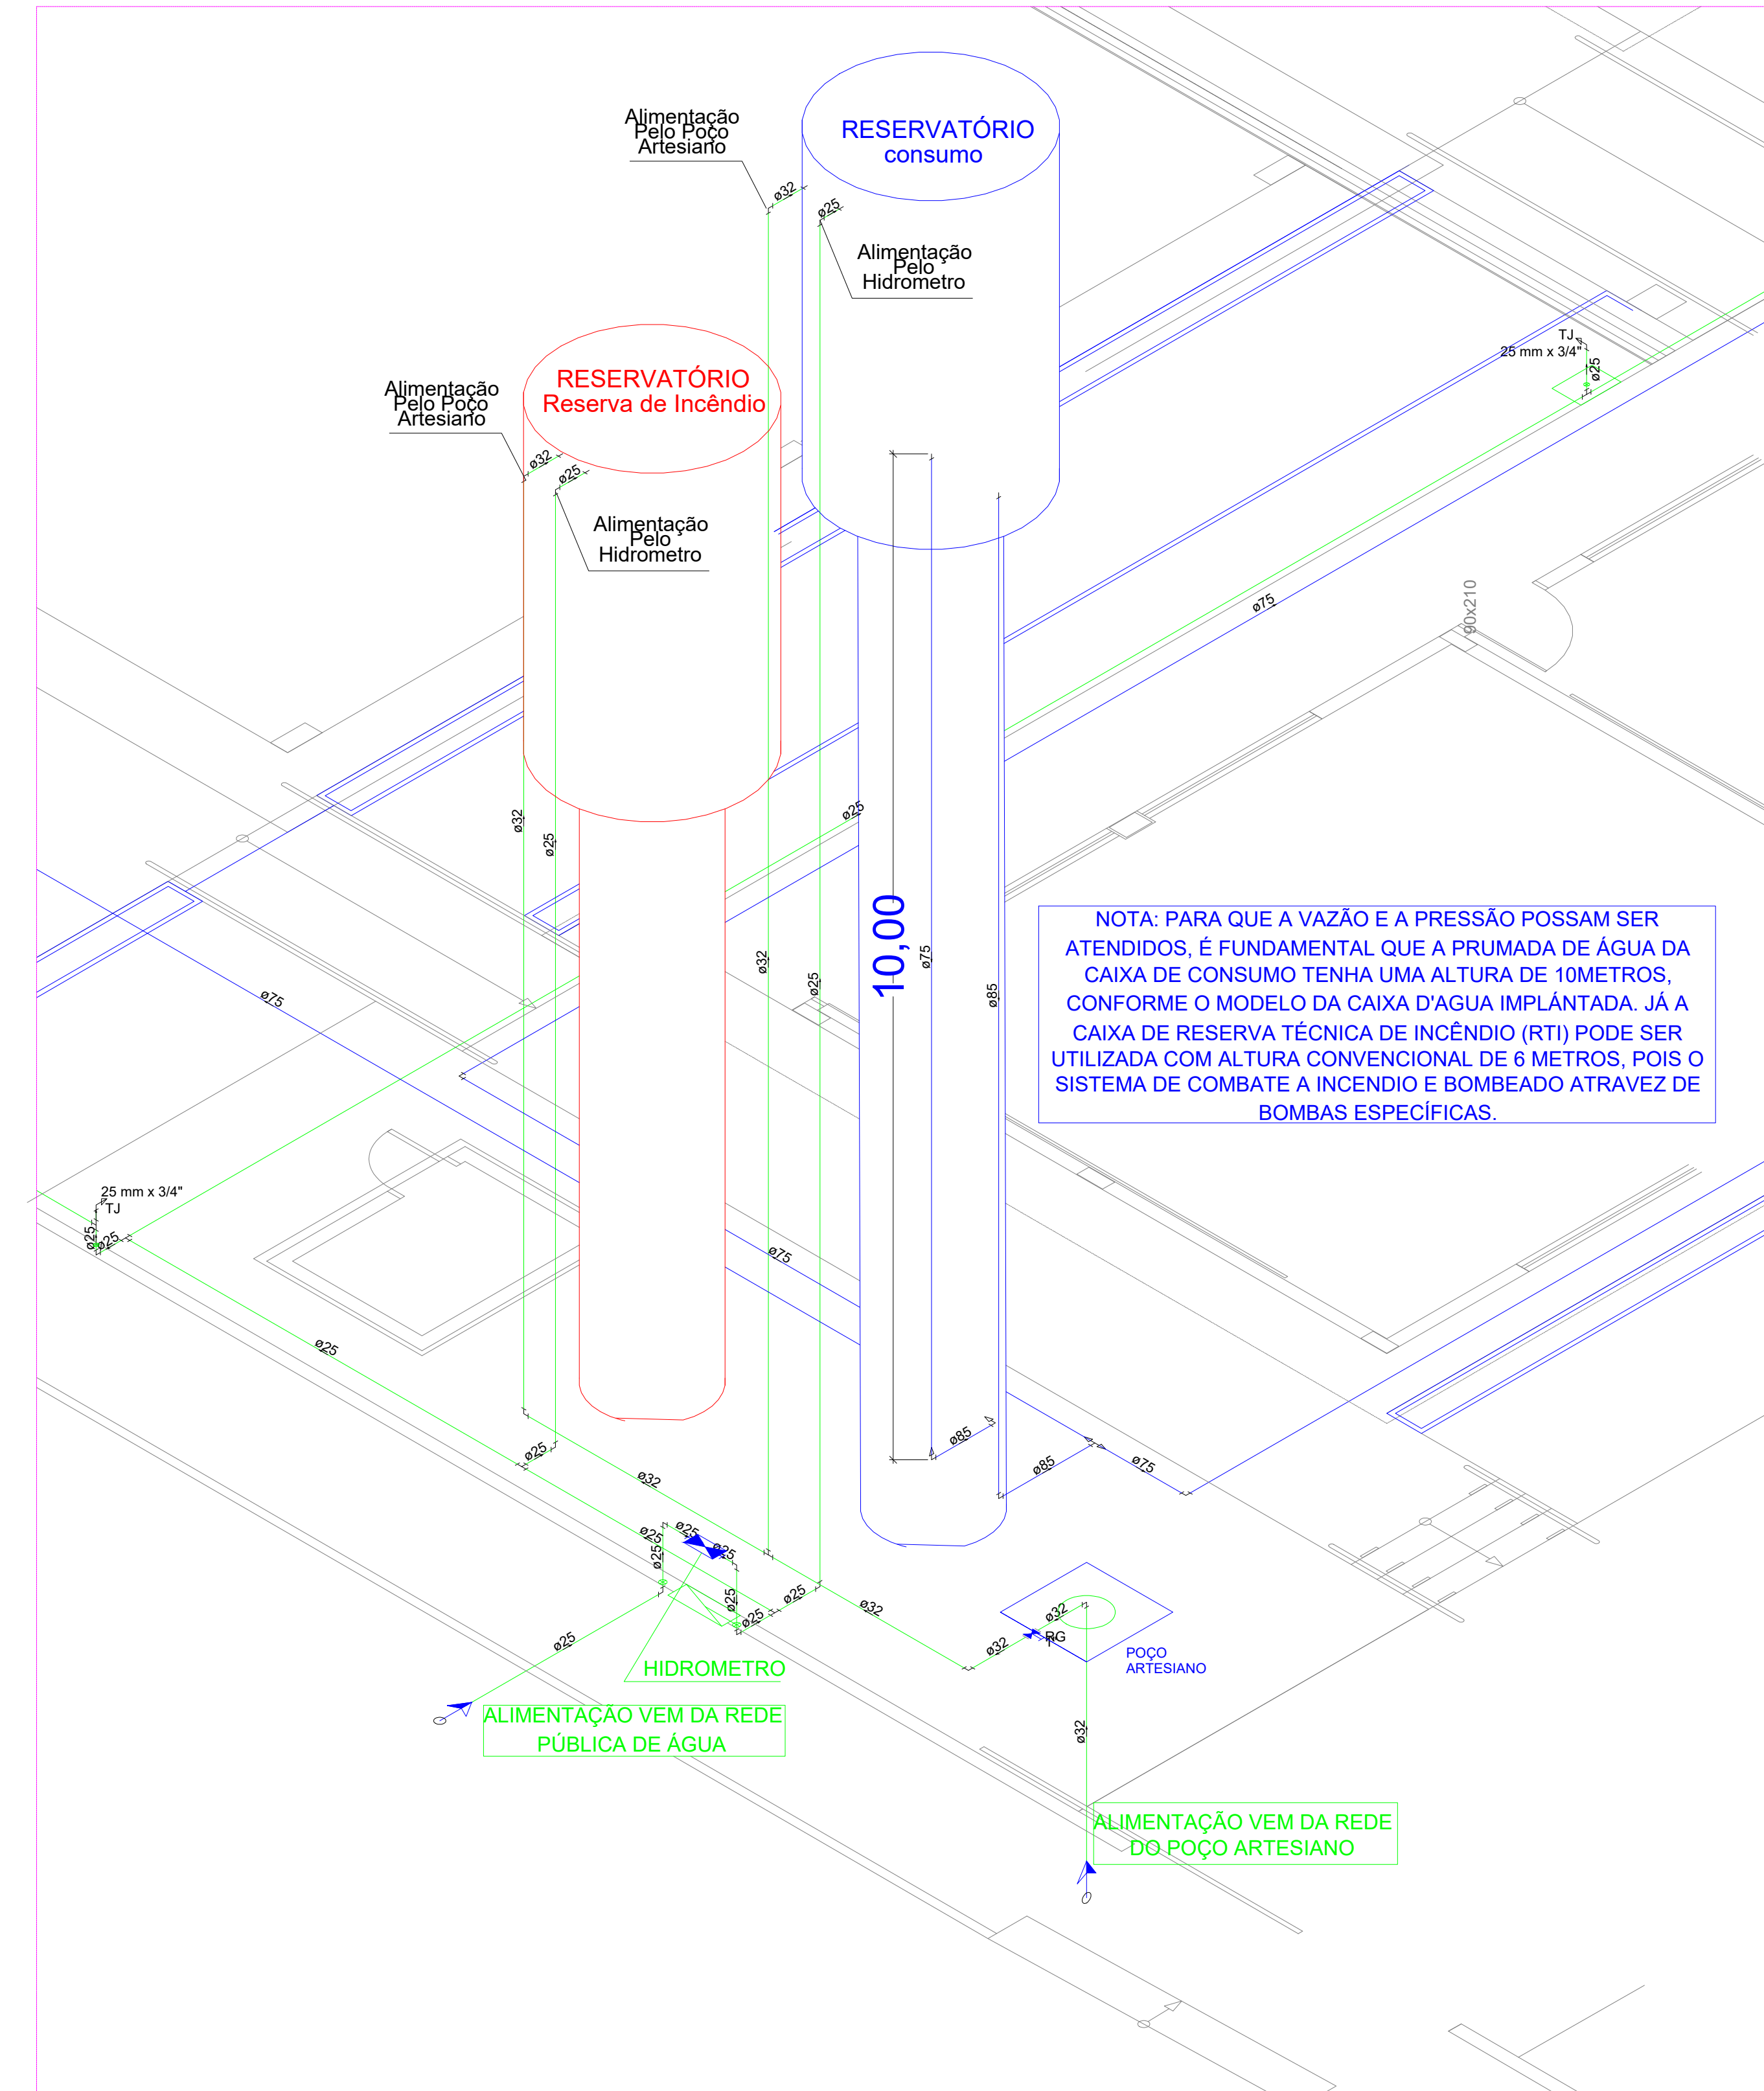 Alimentação
Pelo Poço
Artesiano
RESERVATÓRIO
consumo
ø32
ø25
Alimentação
Pelo
Hidrometro
TJ
25 mm x 3/4"
ø25
RESERVATÓRIO
Reserva de Incêndio
Alimentação
Pelo Poço
Artesiano
ø32
ø25
Alimentação
Pelo
Hidrometro
90x210
ø75
ø32
ø25
ø25
10,00
ø75
ø32
ø25
ø85
NOTA: PARA QUE A VAZÃO E A PRESSÃO POSSAM SER
ATENDIDOS, É FUNDAMENTAL QUE A PRUMADA DE ÁGUA DA
CAIXA DE CONSUMO TENHA UMA ALTURA DE 10METROS,
CONFORME O MODELO DA CAIXA D'AGUA IMPLÁNTADA. JÁ A
CAIXA DE RESERVA TÉCNICA DE INCÊNDIO (RTI) PODE SER
UTILIZADA COM ALTURA CONVENCIONAL DE 6 METROS, POIS O
SISTEMA DE COMBATE A INCENDIO E BOMBEADO ATRAVEZ DE
BOMBAS ESPECÍFICAS.
ø75
25 mm x 3/4"
TJ
ø25
ø25
ø75
ø25
ø85
ø85
ø75
ø25
ø32
ø25
ø25
ø25
ø25
ø25
ø25
ø25
ø32
ø32
RG
ø32
ø25
POÇO
ARTESIANO
HIDROMETRO
ALIMENTAÇÃO VEM DA REDE
PÚBLICA DE ÁGUA
ø32
ALIMENTAÇÃO VEM DA REDE
DO POÇO ARTESIANO